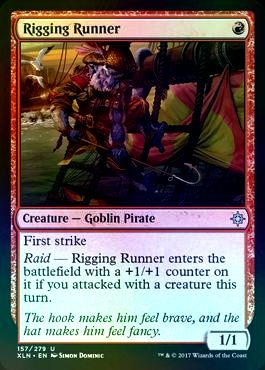 Rigging Runner
Creature — Goblin Pirate
First strike
Raid — Rigging Runner enters the
battlefield with a +1/+1 counter on
it if you attacked with a creature this
turn.
The hook makes him feel brave, and the
hat makes him feel fancy.
1/1
157/279 U
XLN • EN Simon Dominic
™ & © 2017 Wizards of the Coast